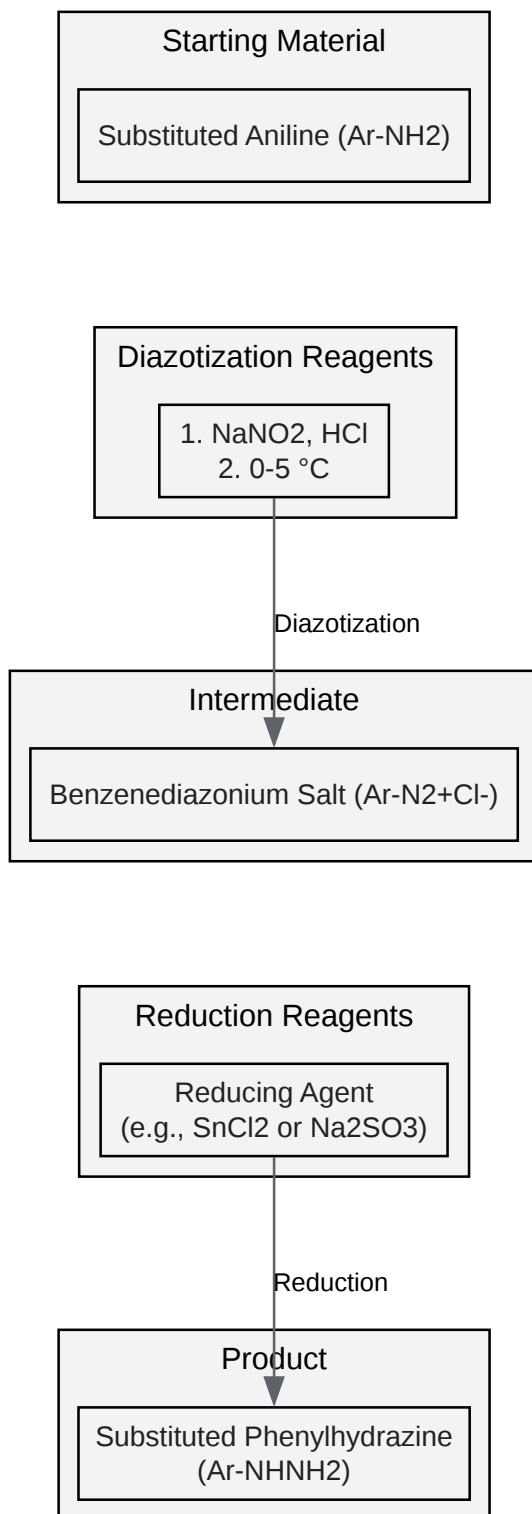 Starting Material
Substituted Aniline (Ar-NH2)
Diazotization Reagents
1. NaNO2, HCl
2. 0-5 °C
Diazotization
Intermediate
Benzenediazonium Salt (Ar-N2+Cl-)
Reduction Reagents
Reducing Agent
(e.g., SnCl2 or Na2SO3)
Reduction
Product
Substituted Phenylhydrazine
(Ar-NHNH2)